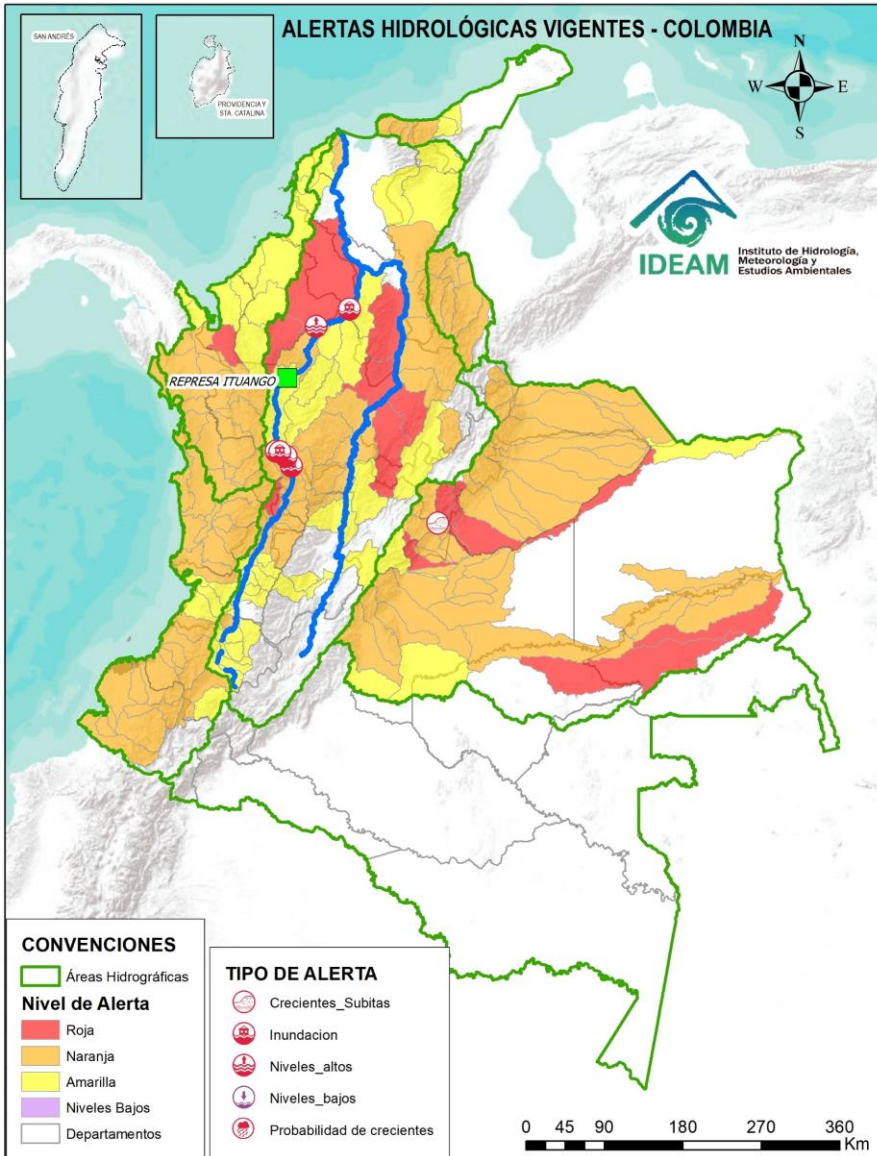 ALERTAS HIDROLÓGICAS VIGENTES - COLOMBIA
SAN ANDRÉS
PROVIDENCIA Y
STA. CATALINA
N
W
E
S
IDEAM
Instituto de Hidrología,
Meteorología y
Estudios Ambientales
REPRESA ITUANGO
CONVENCIONES
Áreas Hidrográficas
Nivel de Alerta
Roja
Naranja
Amarilla
Niveles Bajos
Departamentos
TIPO DE ALERTA
Crecientes_Subitas
Inundacion
Niveles_altos
Niveles_bajos
Probabilidad de crecientes
0 45 90 180 270 360
Km